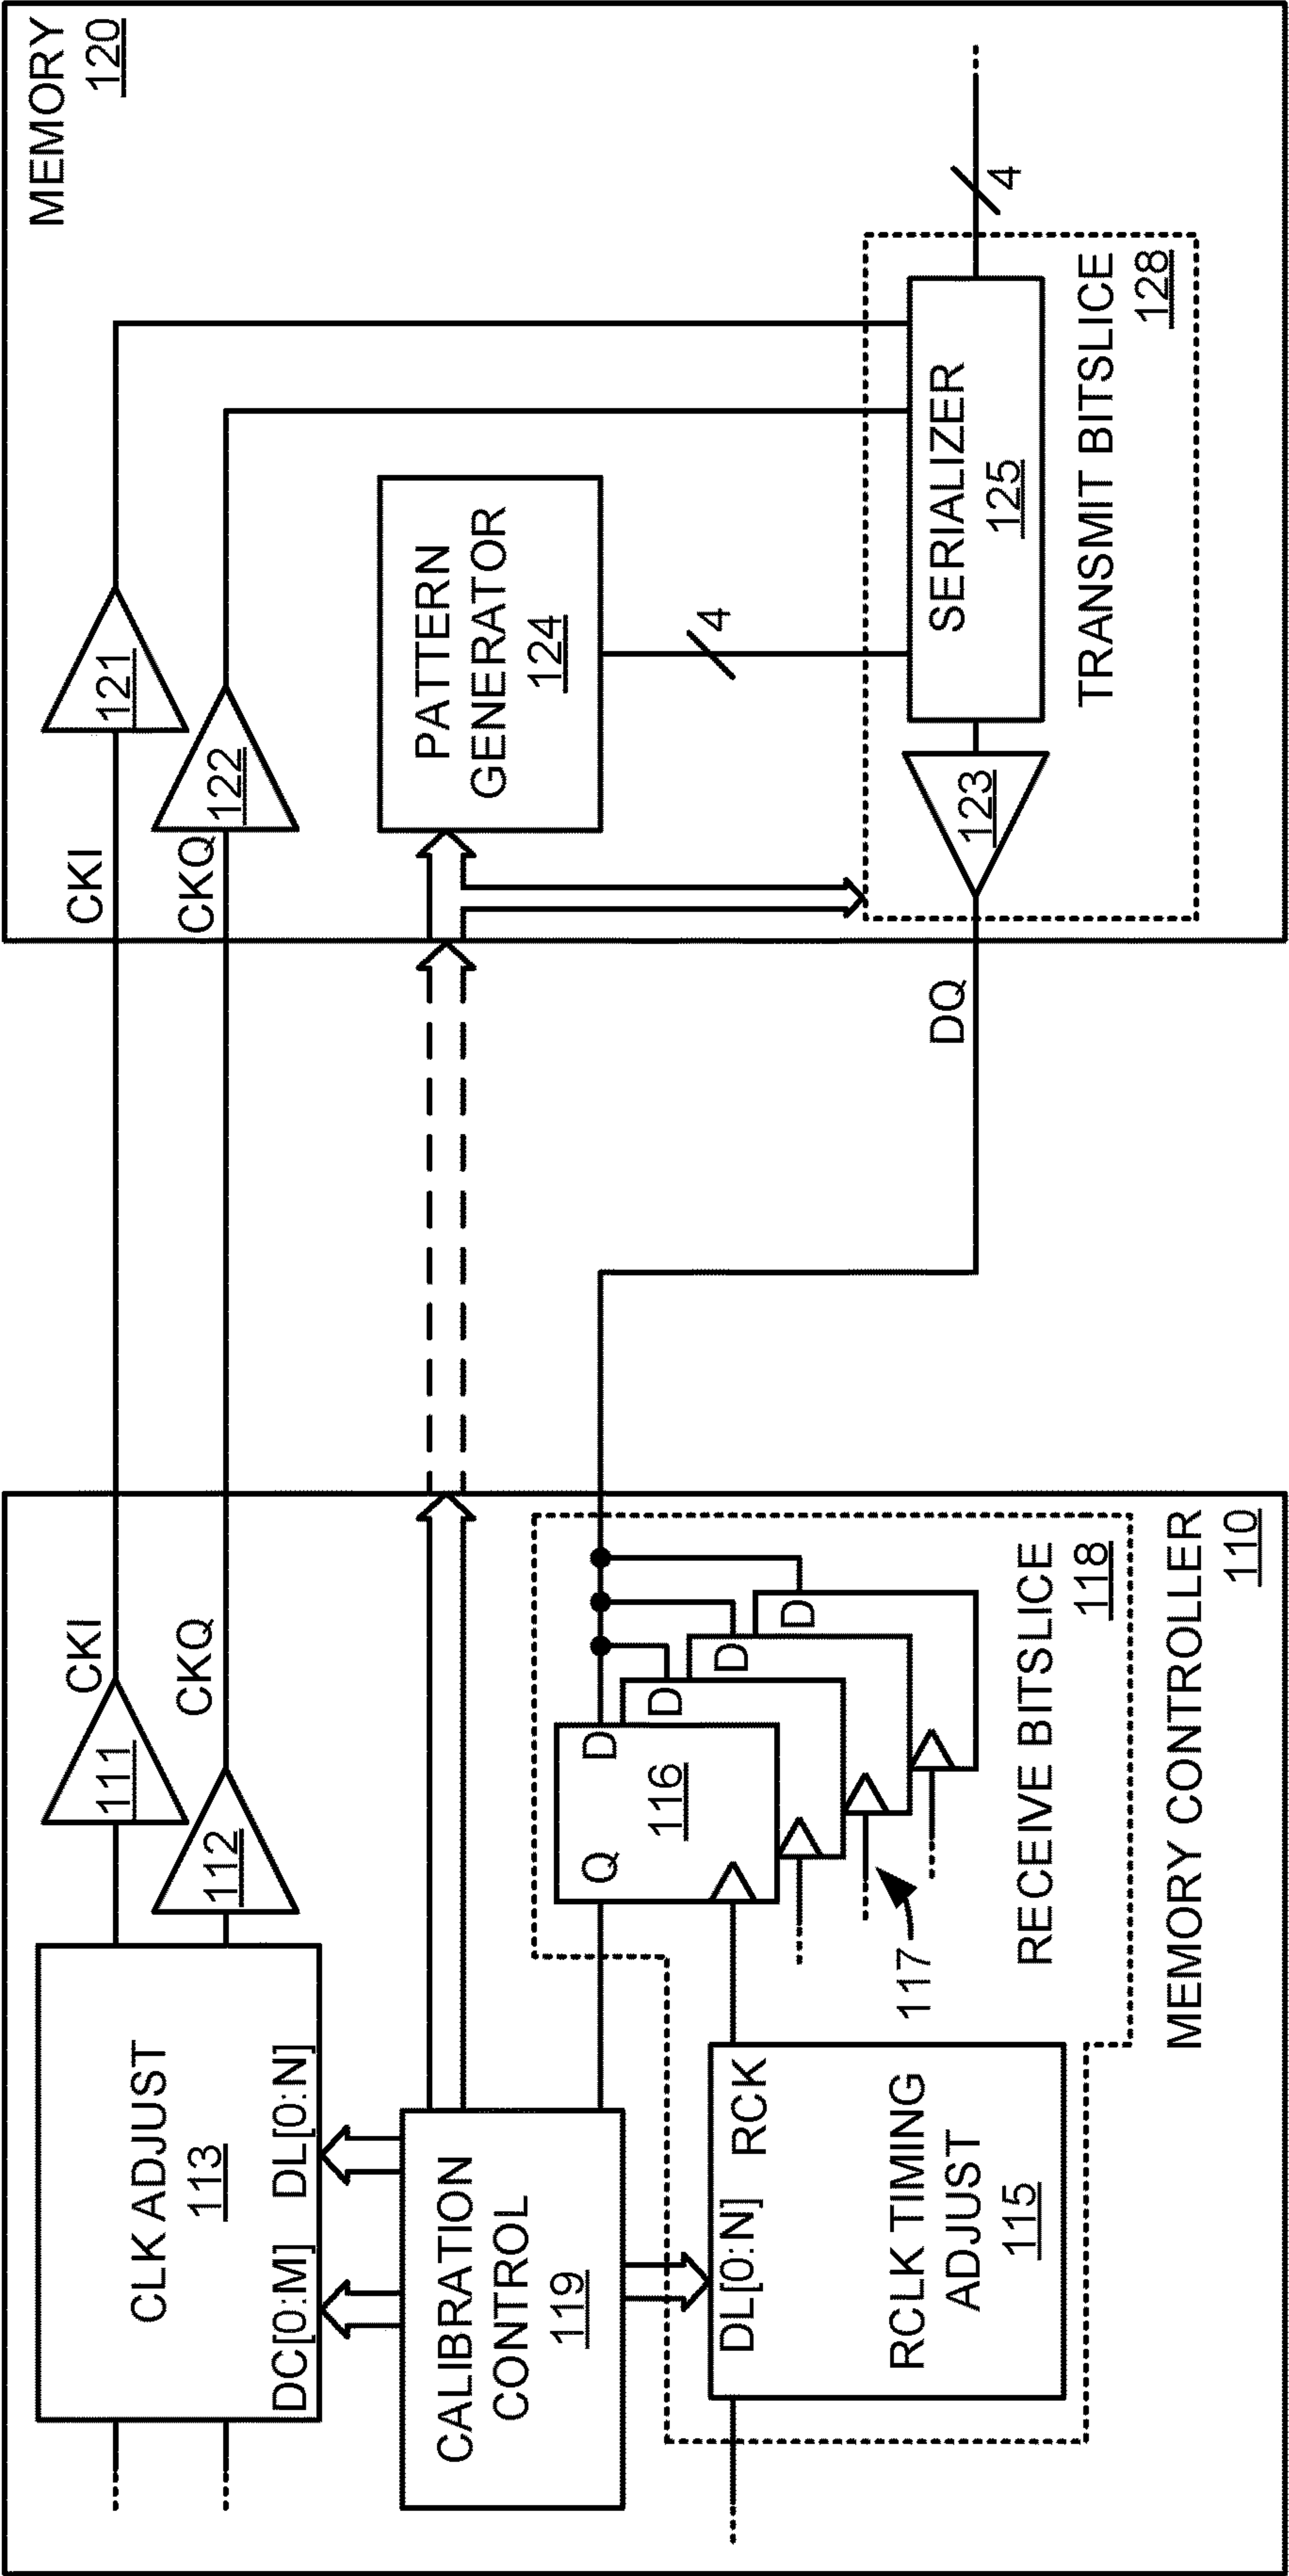 CLK ADJUST
113
DC[0:M]
DL[0:N]
111
CKI
112
CKQ
CALIBRATION
CONTROL
119
DL[0:N]
RCK
RCLK TIMING
ADJUST
115
Q
D
116
D
D
D
117
RECEIVE BITSLICE
118
MEMORY CONTROLLER
110
DQ
MEMORY
120
CKI
121
CKQ
122
PATTERN
GENERATOR
124
4
123
SERIALIZER
125
4
TRANSMIT BITSLICE
128